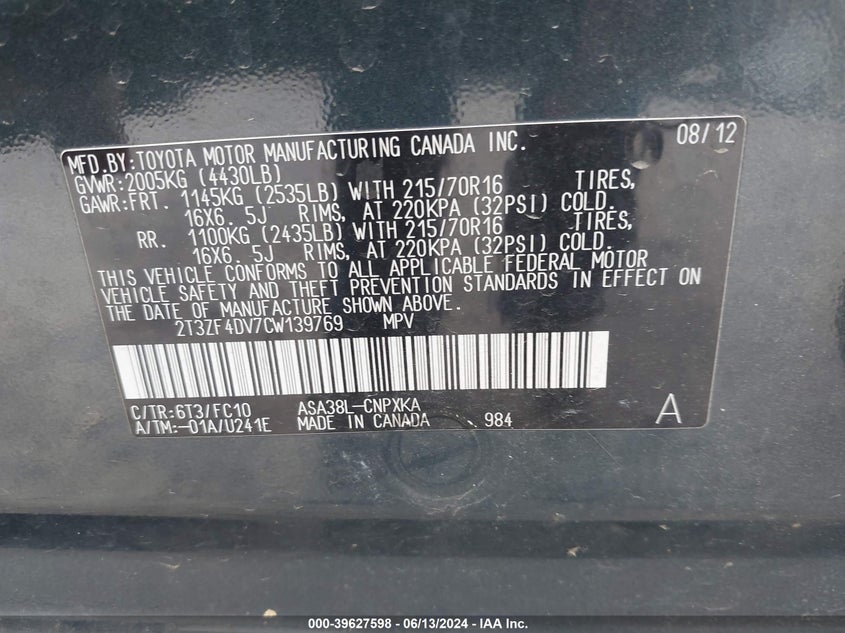 MFD.BY:TOYOTA MOTOR MANUFACTURING CANADA INC. 08/12
GVWR:2005KG (4430LB)
GAWR:FRT. 1145KG (2535LB) WITH 215/70R16 TIRES,
16X6. 5J RIMS, AT 220KPA (32PSI) COLD.
RR. 1100KG (2435LB) WITH 215/70R16 TIRES,
16X6. 5J RIMS, AT 220KPA (32PSI) COLD.
THIS VEHICLE CONFORMS TO ALL APPLICABLE FEDERAL MOTOR
VEHICLE SAFETY AND THEFT PREVENTION STANDARDS IN EFFECT ON
THE DATE OF MANUFACTURE SHOWN ABOVE.
2T3ZF4DV7CW139769 MPV
C/TR:6T3/FC10 ASA38L-CNPXKA
A/TM:-01A/U241E MADE IN CANADA 984 A
000-39627598 - 06/13/2024 - IAA Inc.